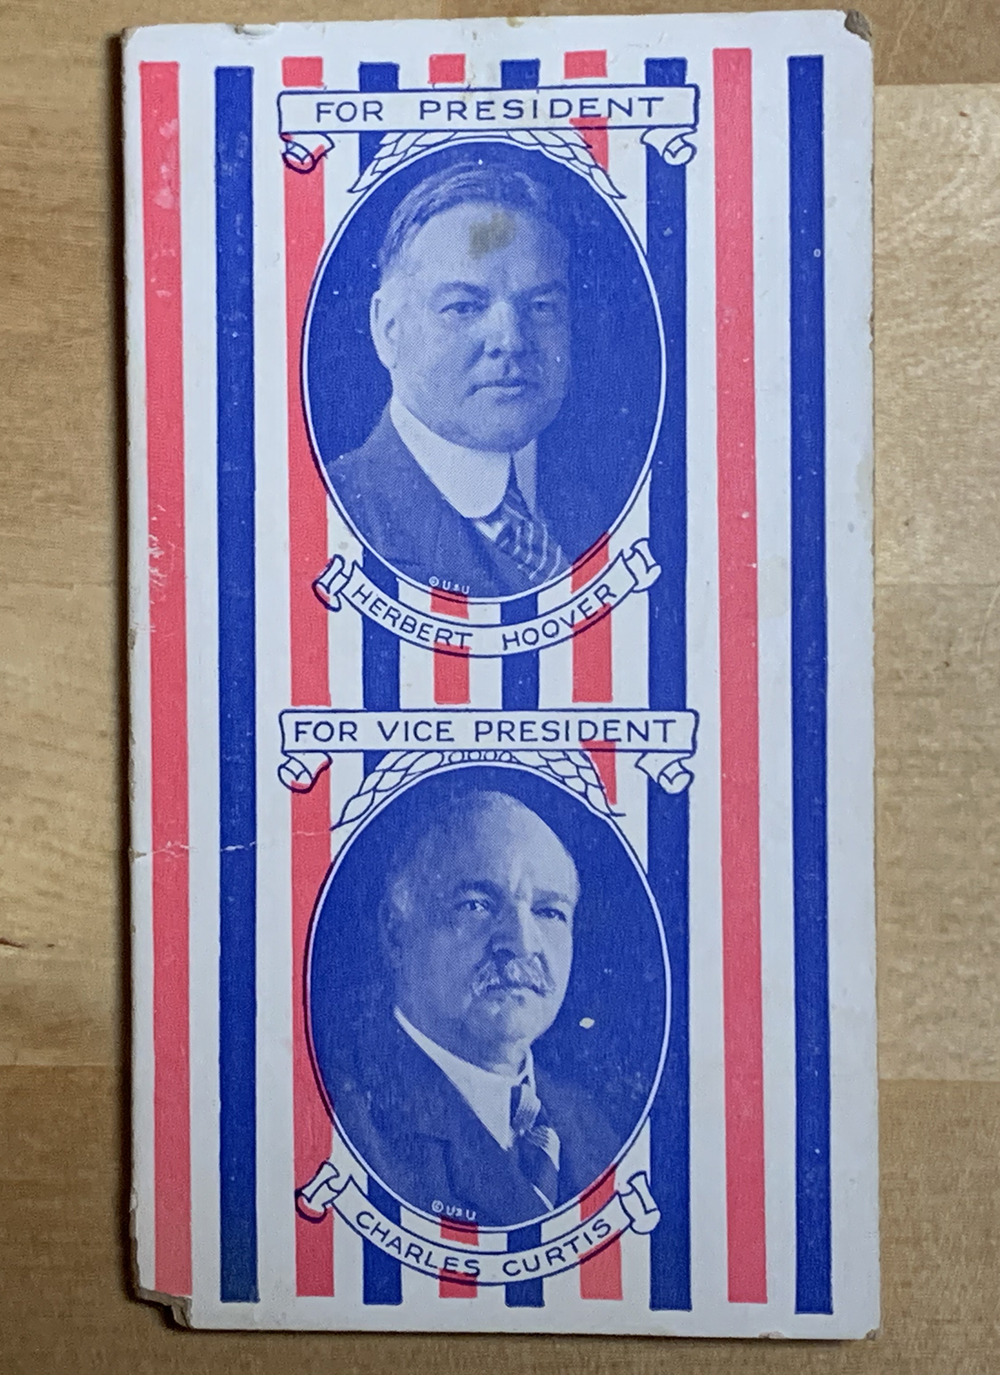 FOR PRESIDENT
© U & U
HERBERT HOOVER
FOR VICE PRESIDENT
© U & U
CHARLES CURTIS